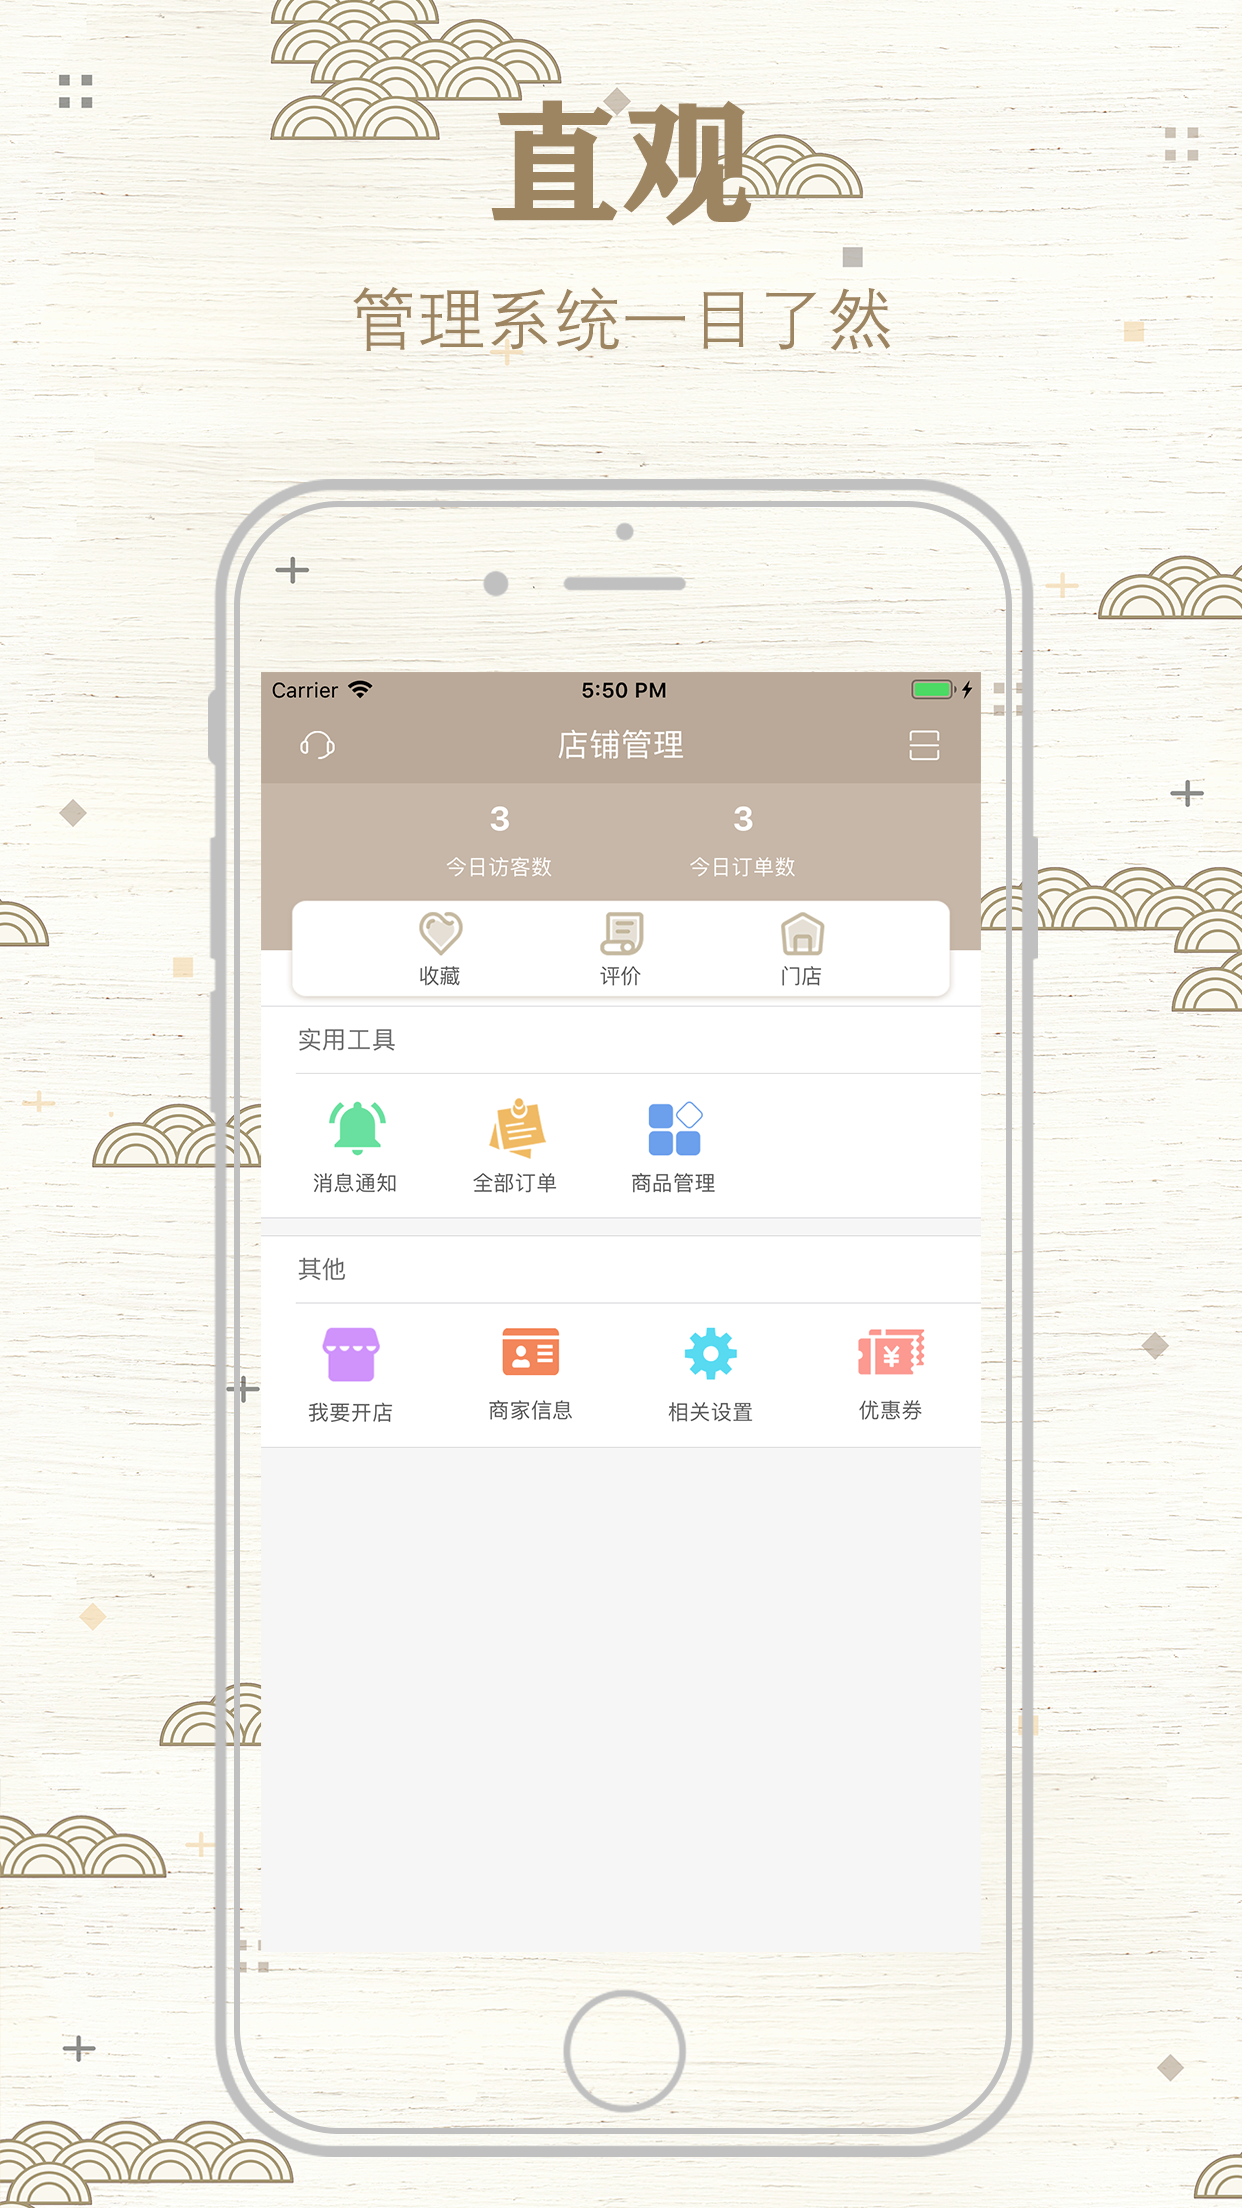 直观
管理系统一目了然
Carrier 5:50 PM
店铺管理
3 3
今日访客数 今日订单数
收藏 评价 门店
实用工具
消息通知 全部订单 商品管理
其他
我要开店 商家信息 相关设置 优惠券